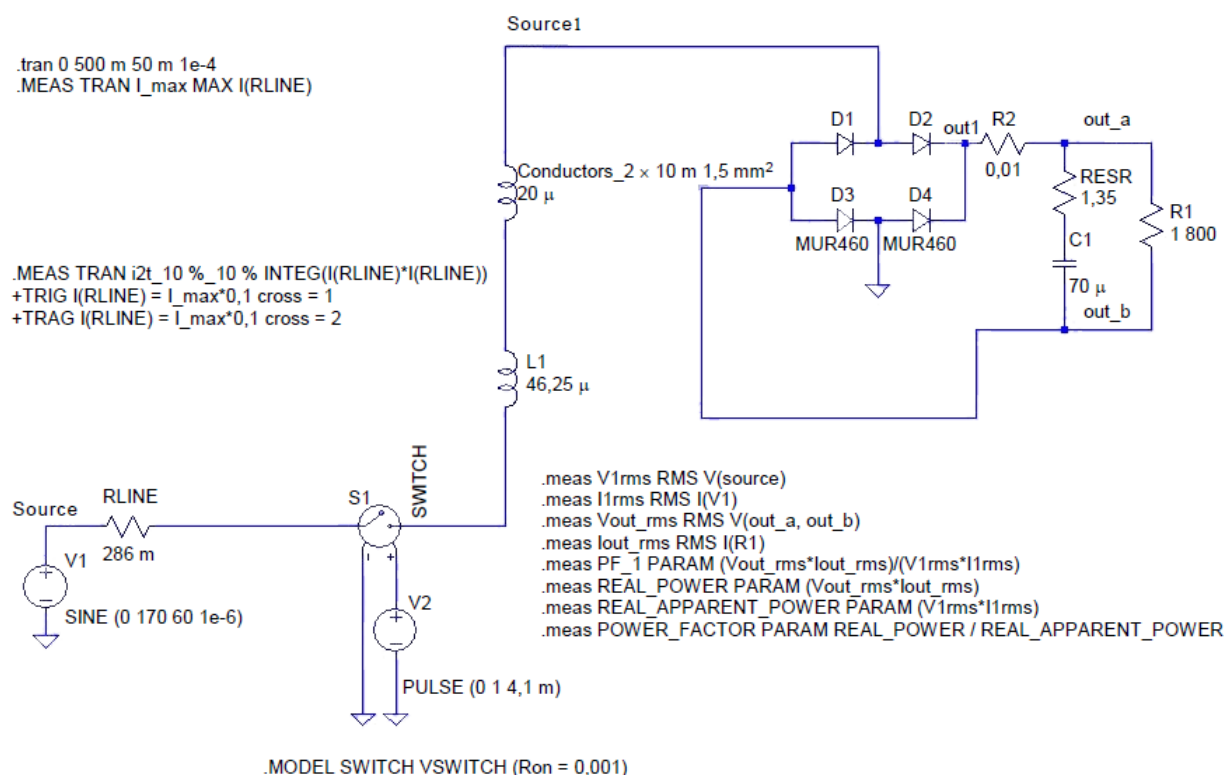 Source1
.tran 0 500 m 50 m 1e-4
.MEAS TRAN I_max MAX I(RLINE)
D1
D2
out1
R2
0,01
out_a
Conductors_2 × 10 m 1,5 mm²
20 µ
D3
MUR460
D4
MUR460
RESR
1,35
R1
1 800
C1
70 µ
out_b
.MEAS TRAN i2t_10 %_10 % INTEG(I(RLINE)*I(RLINE))
+TRIG I(RLINE) = I_max*0,1 cross = 1
+TRAG I(RLINE) = I_max*0,1 cross = 2
L1
46,25 µ
SWITCH
Source
RLINE
286 m
S1
V1
SINE (0 170 60 1e-6)
V2
PULSE (0 1 4,1 m)
.meas V1rms RMS V(source)
.meas I1rms RMS I(V1)
.meas Vout_rms RMS V(out_a, out_b)
.meas Iout_rms RMS I(R1)
.meas PF_1 PARAM (Vout_rms*Iout_rms)/(V1rms*I1rms)
.meas REAL_POWER PARAM (Vout_rms*Iout_rms)
.meas REAL_APPARENT_POWER PARAM (V1rms*I1rms)
.meas POWER_FACTOR PARAM REAL_POWER / REAL_APPARENT_POWER
.MODEL SWITCH VSWITCH (Ron = 0,001)